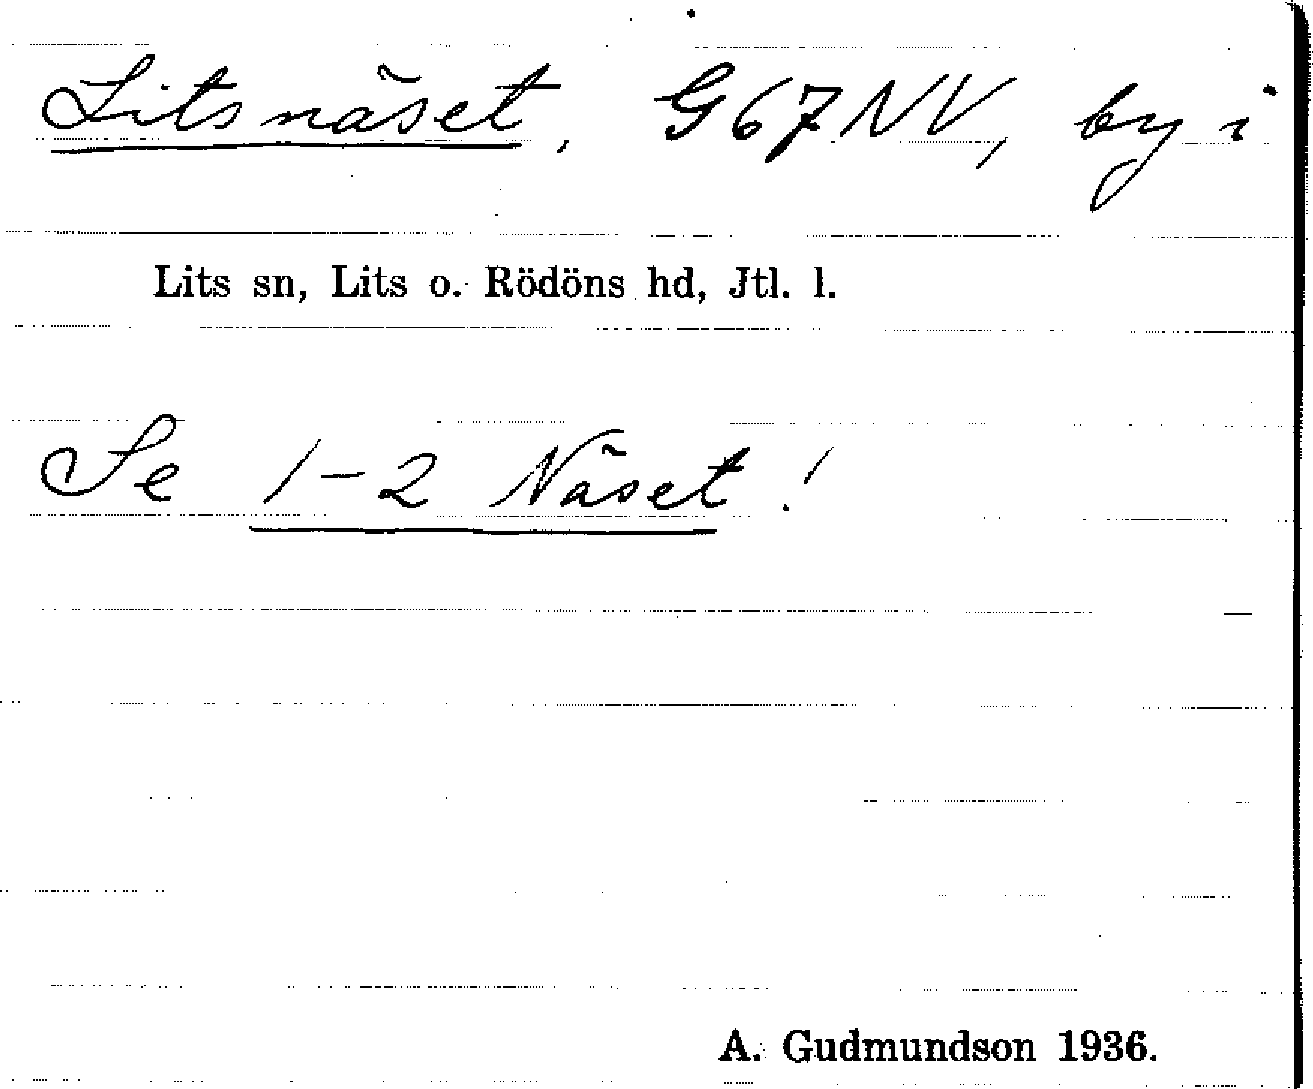 Litsnäset, G67NV, by i
Lits sn, Lits o. Rödöns hd, Jtl. l.
Se 1-2 Näset!
A. Gudmundson 1936.